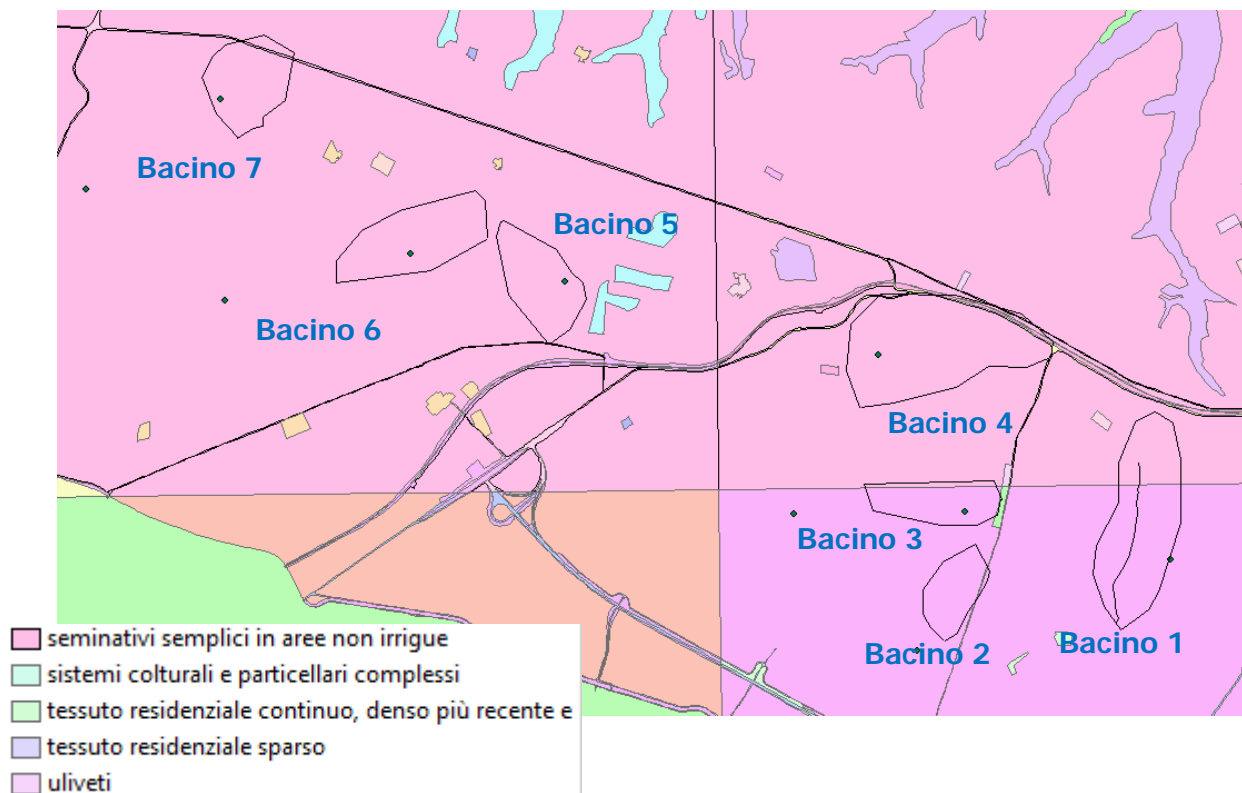 Bacino 7
Bacino 5
Bacino 6
Bacino 4
Bacino 3
Bacino 2
Bacino 1
seminativi semplici in aree non irrigue
sistemi colturali e particellari complessi
tessuto residenziale continuo, denso più recente e
tessuto residenziale sparso
uliveti